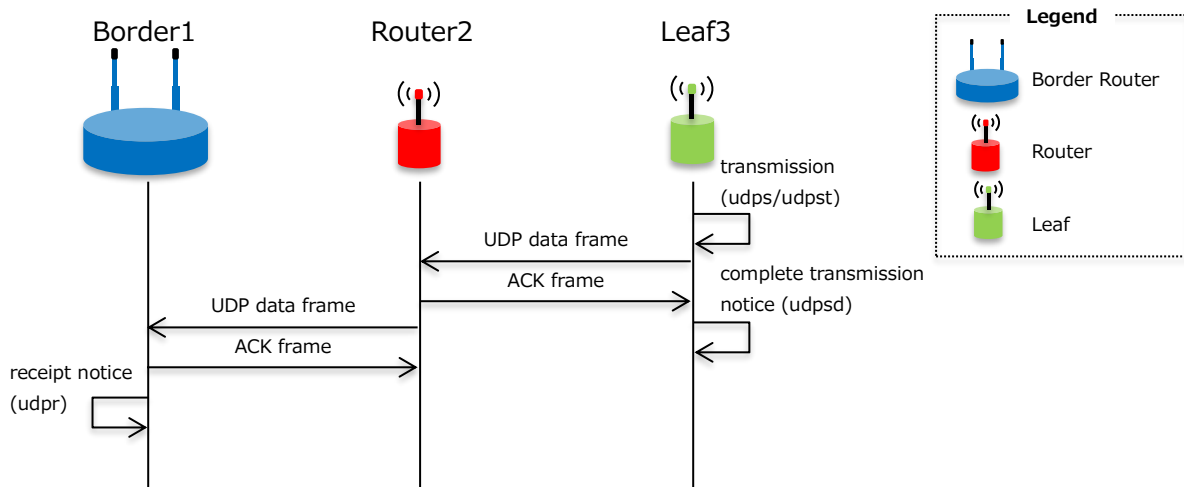 Border1
Router2
Leaf3
Legend
Border Router
Router
Leaf
transmission
(udps/udpst)
UDP data frame
ACK frame
complete transmission
notice (udpsd)
UDP data frame
ACK frame
receipt notice
(udpr)